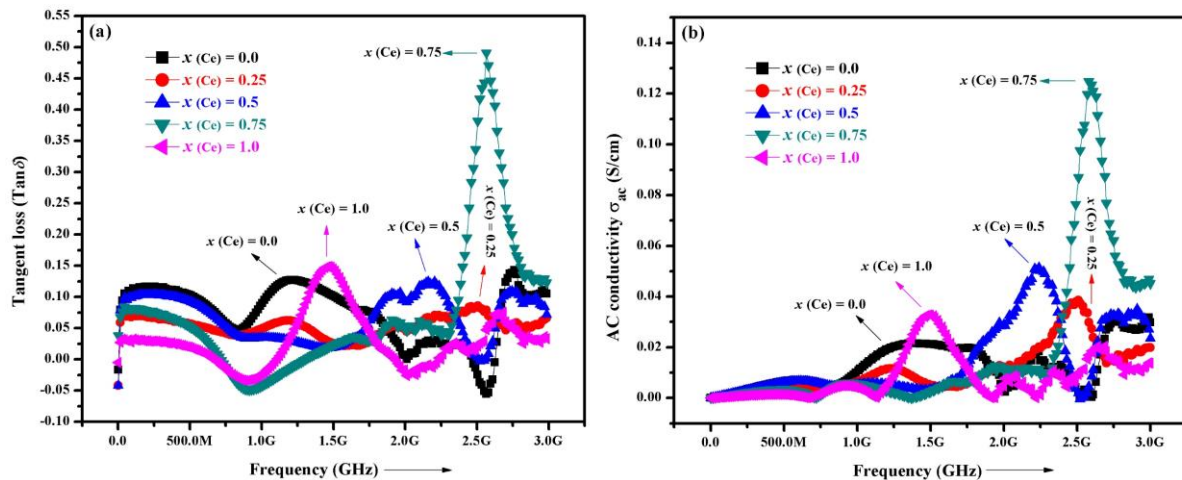 (a)
x (Ce) = 0.0
x (Ce) = 0.25
x (Ce) = 0.5
x (Ce) = 0.75
x (Ce) = 1.0
x (Ce) = 0.75
x (Ce) = 1.0
x (Ce) = 0.0
x (Ce) = 0.5
x (Ce) = 0.25
Tangent loss (Tanδ)
0.55
0.50
0.45
0.40
0.35
0.30
0.25
0.20
0.15
0.10
0.05
0.00
-0.05
-0.10
0.0 500.0M 1.0G 1.5G 2.0G 2.5G 3.0G
Frequency (GHz)
(b)
x (Ce) = 0.0
x (Ce) = 0.25
x (Ce) = 0.5
x (Ce) = 0.75
x (Ce) = 1.0
x (Ce) = 0.75
x (Ce) = 0.5
x (Ce) = 1.0
x (Ce) = 0.0
x (Ce) = 0.25
AC conductivity σac (S/cm)
0.14
0.12
0.10
0.08
0.06
0.04
0.02
0.00
0.0 500.0M 1.0G 1.5G 2.0G 2.5G 3.0G
Frequency (GHz)